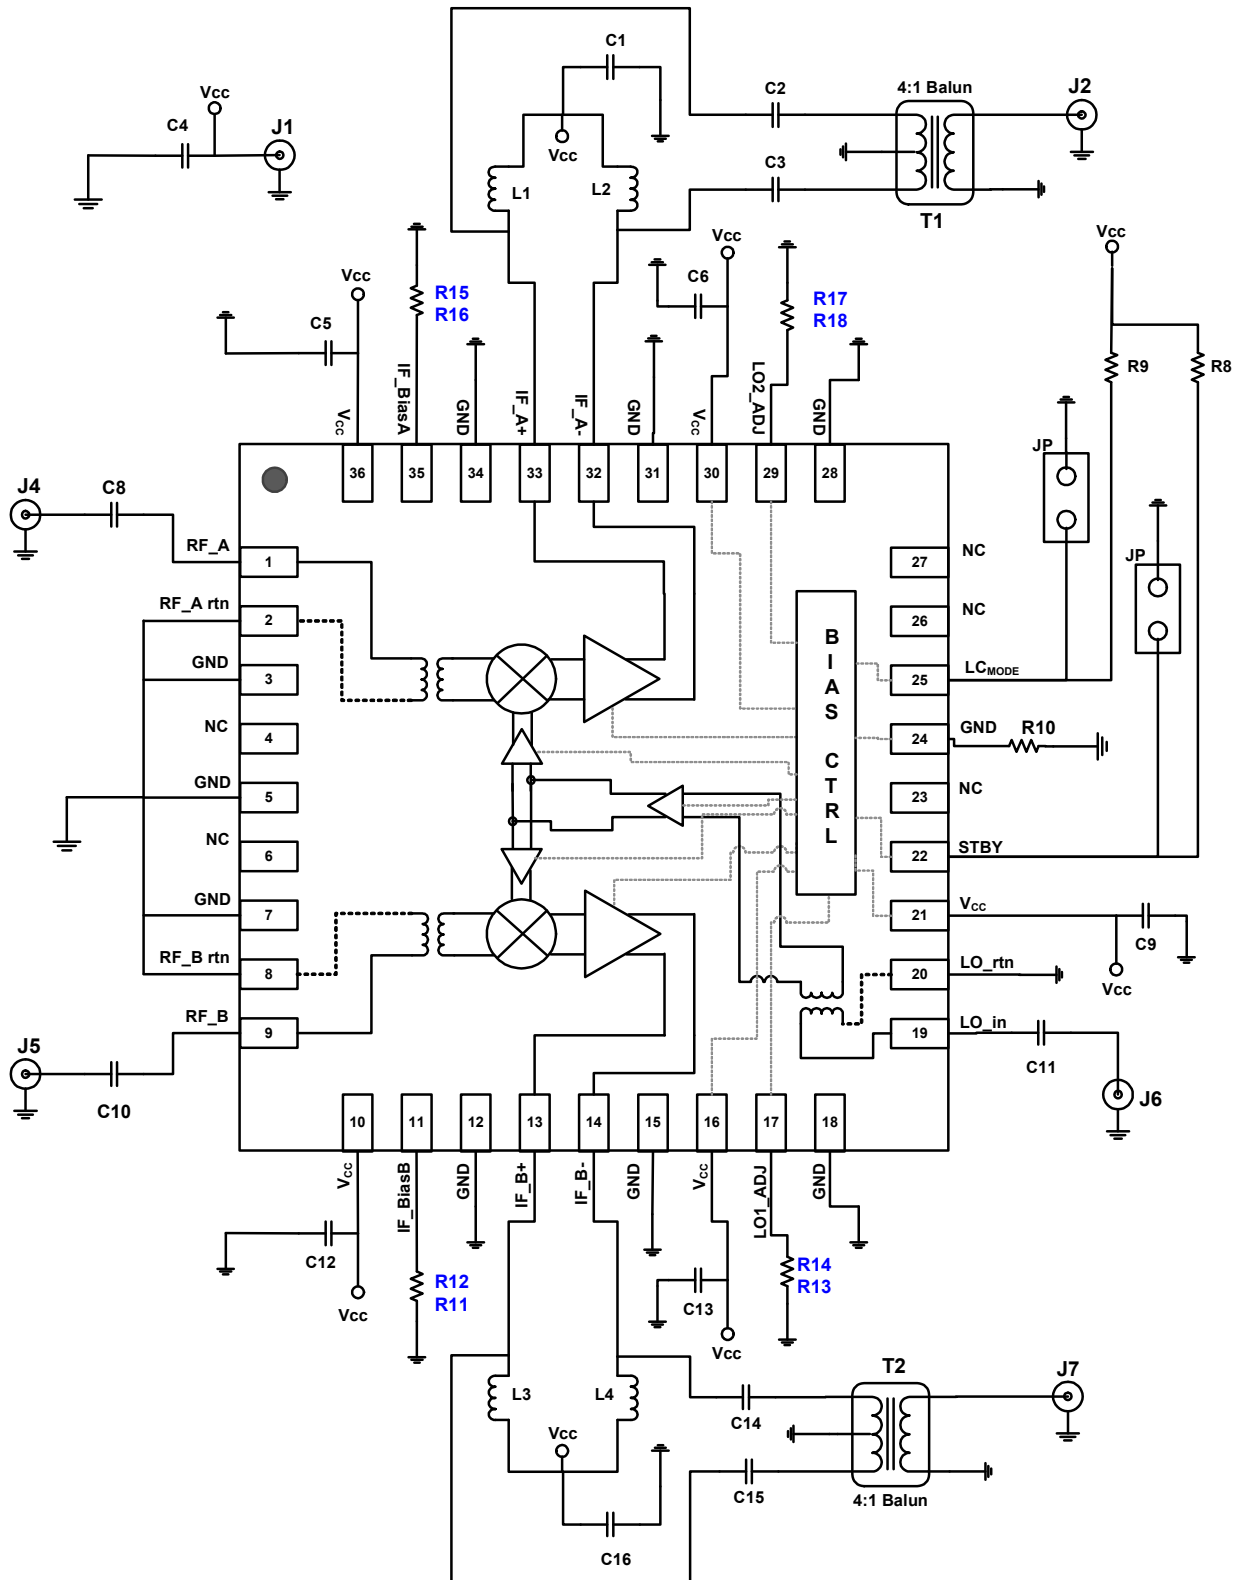 C1
C2
4:1 Balun
J2
Vcc
C4
J1
Vcc
C3
L1
L2
T1
Vcc
Vcc
Vcc
C6
R15
R16
R17
R18
C5
R9
R8
VCC
IF_BiasA
GND
IF_A+
IF_A-
GND
VCC
LO2_ADJ
GND
JP
36
35
34
33
32
31
30
29
28
J4
C8
RF_A
1
27
NC
JP
RF_A rtn
2
26
NC
GND
3
25
LCMODE
NC
4
24
GND
R10
GND
5
23
NC
NC
6
22
STBY
GND
7
21
VCC
C9
RF_B rtn
8
20
LO_rtn
Vcc
RF_B
9
19
LO_in
BIAS CTRL
J5
C10
C11
J6
10
11
12
13
14
15
16
17
18
VCC
IF_BiasB
GND
IF_B+
IF_B-
GND
VCC
LO1_ADJ
GND
C12
R12
R11
R14
R13
C13
Vcc
Vcc
T2
J7
L3
L4
C14
Vcc
C15
4:1 Balun
C16